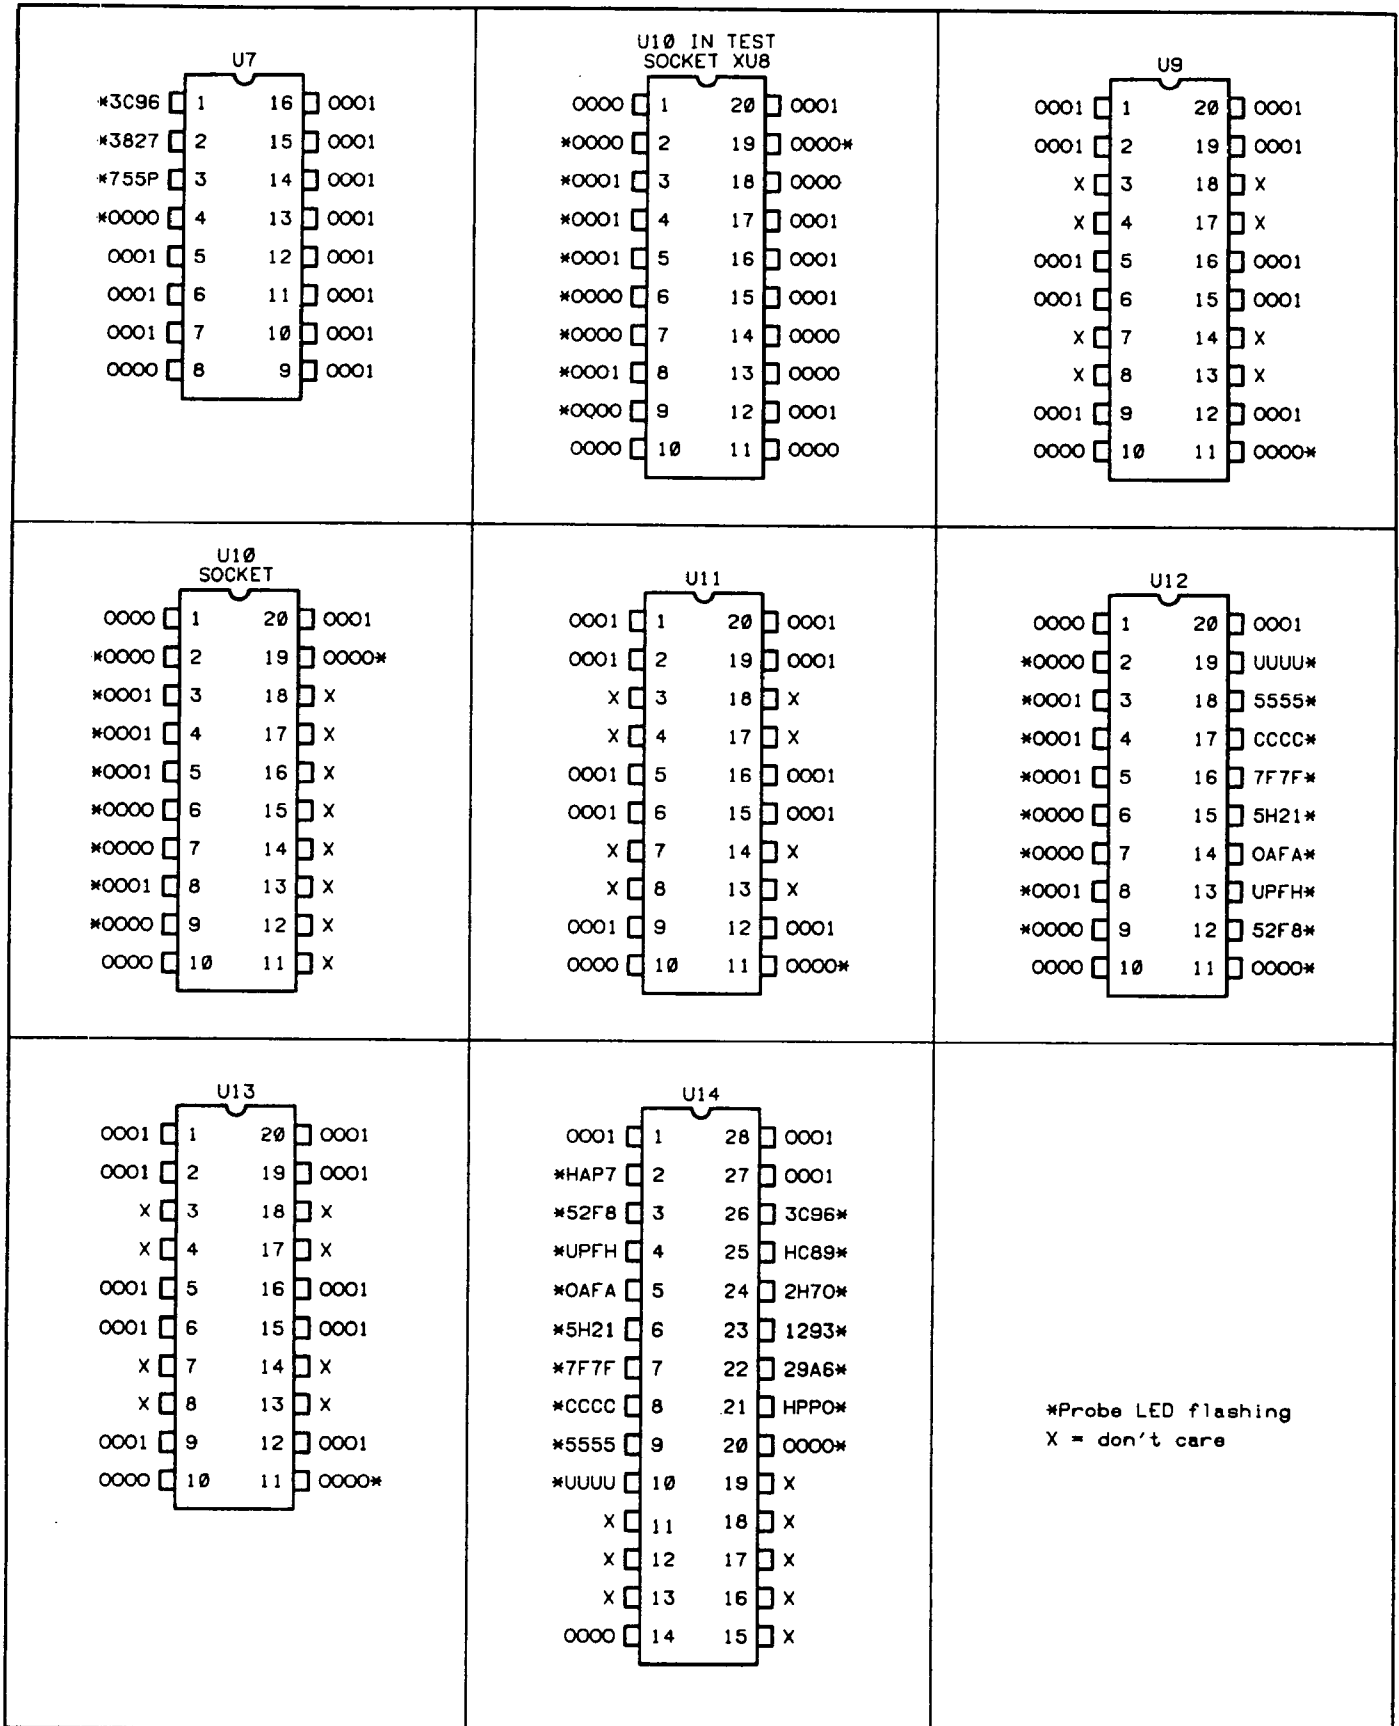 U7
*3C96 1 16 0001
*3827 2 15 0001
*755P 3 14 0001
*0000 4 13 0001
0001 5 12 0001
0001 6 11 0001
0001 7 10 0001
0000 8 9 0001
U10 IN TEST
SOCKET XU8
0000 1 20 0001
*0000 2 19 0000*
*0001 3 18 0000
*0001 4 17 0001
*0001 5 16 0001
*0000 6 15 0001
*0000 7 14 0000
*0001 8 13 0000
*0000 9 12 0001
0000 10 11 0000
U9
0001 1 20 0001
0001 2 19 0001
X 3 18 X
X 4 17 X
0001 5 16 0001
0001 6 15 0001
X 7 14 X
X 8 13 X
0001 9 12 0001
0000 10 11 0000*
U10
SOCKET
0000 1 20 0001
*0000 2 19 0000*
*0001 3 18 X
*0001 4 17 X
*0001 5 16 X
*0000 6 15 X
*0000 7 14 X
*0001 8 13 X
*0000 9 12 X
0000 10 11 X
U11
0001 1 20 0001
0001 2 19 0001
X 3 18 X
X 4 17 X
0001 5 16 0001
0001 6 15 0001
X 7 14 X
X 8 13 X
0001 9 12 0001
0000 10 11 0000*
U12
0000 1 20 0001
*0000 2 19 UUUU*
*0001 3 18 5555*
*0001 4 17 CCCC*
*0001 5 16 7F7F*
*0000 6 15 5H21*
*0000 7 14 0AFA*
*0001 8 13 UPFH*
*0000 9 12 52F8*
0000 10 11 0000*
U13
0001 1 20 0001
0001 2 19 0001
X 3 18 X
X 4 17 X
0001 5 16 0001
0001 6 15 0001
X 7 14 X
X 8 13 X
0001 9 12 0001
0000 10 11 0000*
U14
0001 1 28 0001
*HAP7 2 27 0001
*52F8 3 26 3C96*
*UPFH 4 25 HC89*
*0AFA 5 24 2H70*
*5H21 6 23 1293*
*7F7F 7 22 29A6*
*CCCC 8 21 HPP0*
*5555 9 20 0000*
*UUUU 10 19 X
X 11 18 X
X 12 17 X
X 13 16 X
0000 14 15 X
*Probe LED flashing
X = don't care